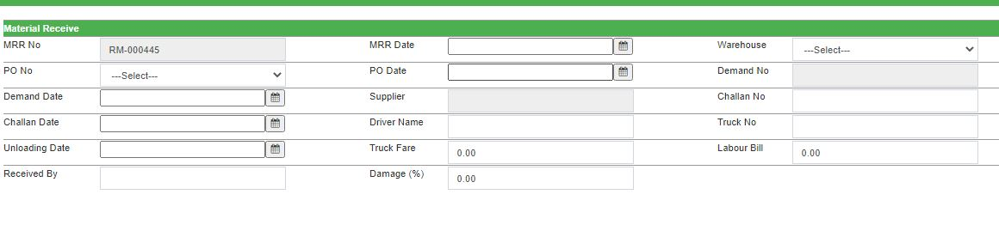 Material Receive
MRR No RM-000445 MRR Date Warehouse ---Select---
PO No ---Select--- PO Date Demand No
Demand Date Supplier Challan No
Challan Date Driver Name Truck No
Unloading Date Truck Fare 0.00 Labour Bill 0.00
Received By Damage (%) 0.00